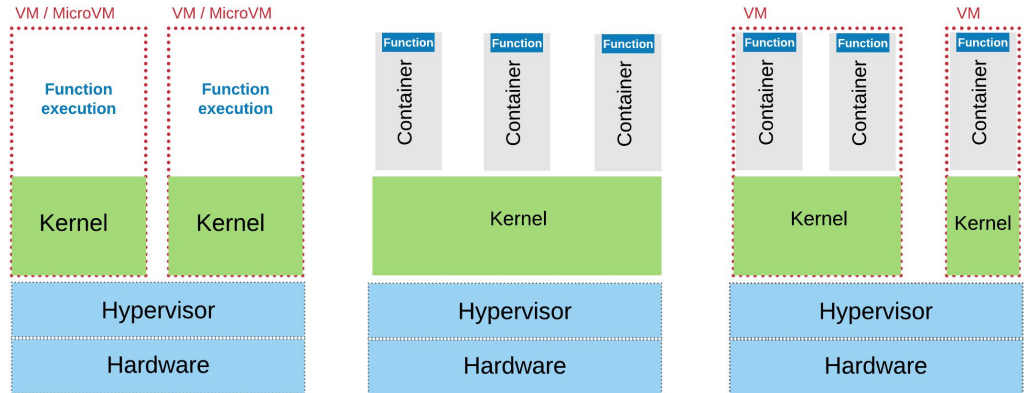 VM / MicroVM
VM / MicroVM
Function
execution
Function
execution
Kernel
Kernel
Hypervisor
Hardware
Function
Function
Function
Container
Container
Container
Kernel
Hypervisor
Hardware
VM
VM
Function
Function
Function
Container
Container
Container
Kernel
Kernel
Hypervisor
Hardware